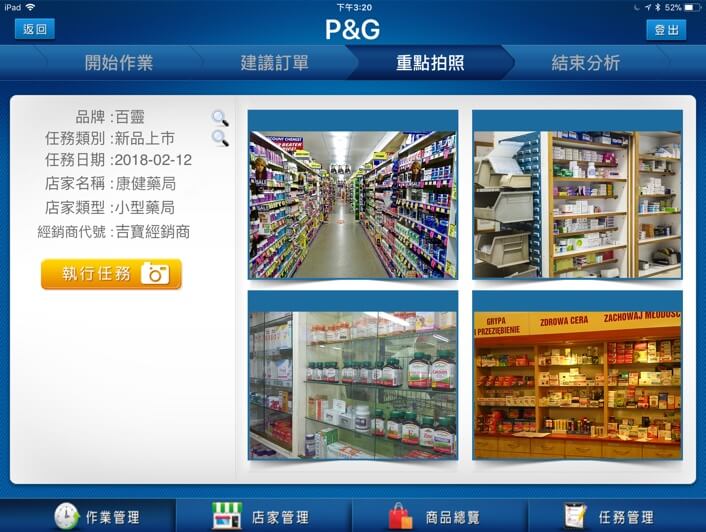 iPad
下午3:20
52%
返回
P&G
登出
開始作業
建議訂單
重點拍照
結束分析
品牌 :百靈
任務類別 :新品上市
任務日期 :2018-02-12
店家名稱 :康健藥局
店家類型 :小型藥局
經銷商代號 :吉寶經銷商
執行任務
GRYPA
PRZEZIĘBIENIE
ZDROWA CERA
ZACHOWAJ MŁODOŚĆ
作業管理
店家管理
商品總覽
任務管理